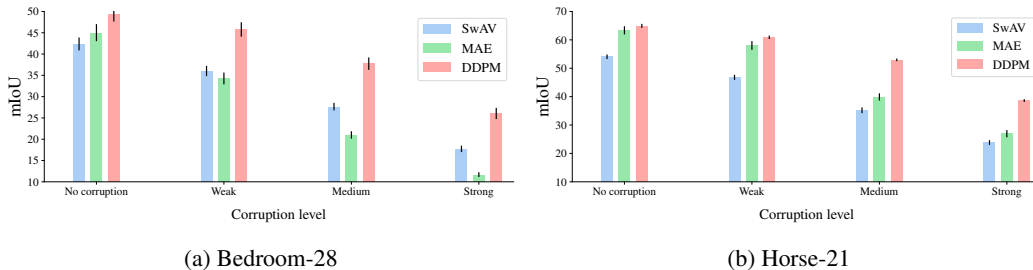 50
45
40
35
30
25
20
15
10
mIoU
SwAV
MAE
DDPM
No corruption Weak Medium Strong
Corruption level
(a) Bedroom-28
70
60
50
40
30
20
10
mIoU
SwAV
MAE
DDPM
No corruption Weak Medium Strong
Corruption level
(b) Horse-21